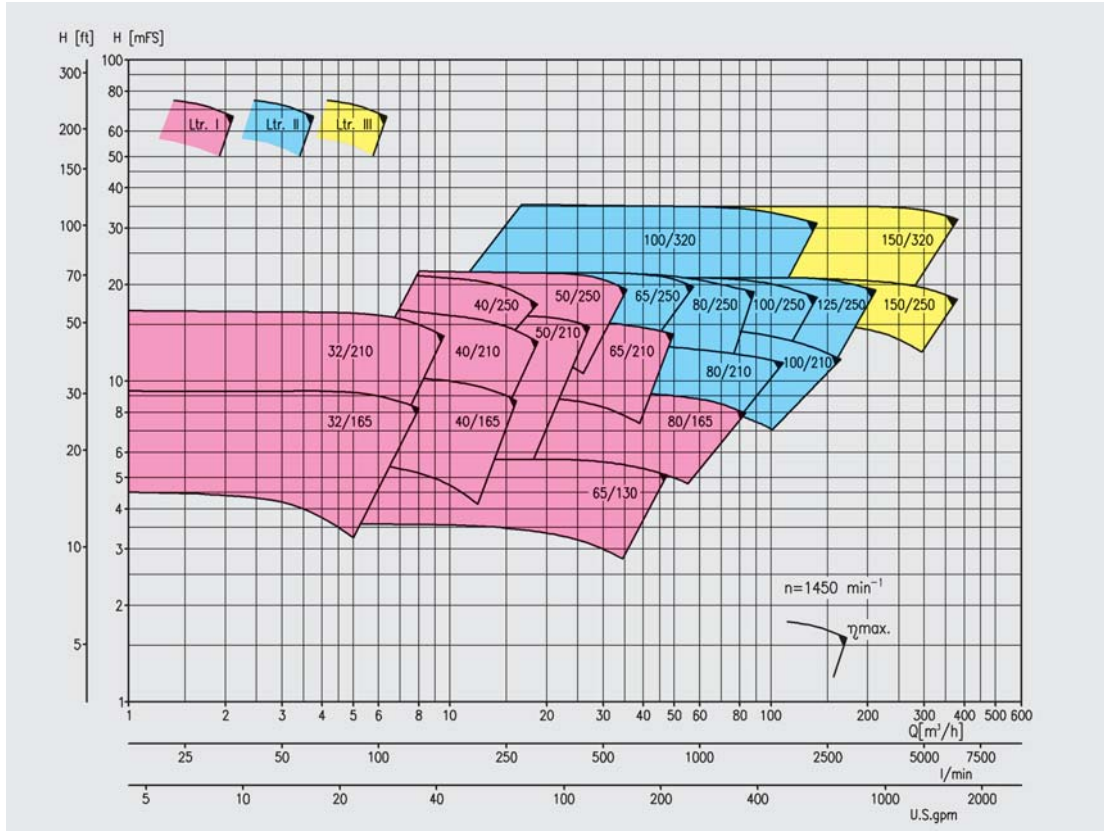 H [ft] H [mFS]
100
300
80
Ltr. I Ltr. II Ltr. III
200
60
50
150
40
100
30
100/320 150/320
70
20
40/250 50/250 65/250 80/250 100/250 125/250 150/250
50
50/210
32/210 40/210 65/210 100/210
80/210
10
30
8
32/165 40/165 80/165
20
6
5
65/130
4
10
3
n=1450 min⁻¹
2
ηmax.
5
1
1 2 3 4 5 6 8 10 20 30 40 50 60 80 100 200 300 400 500 600
Q[m³/h]
25 50 100 250 500 1000 2500 5000 7500
l/min
5 10 20 40 100 200 400 1000 2000
U.S.gpm